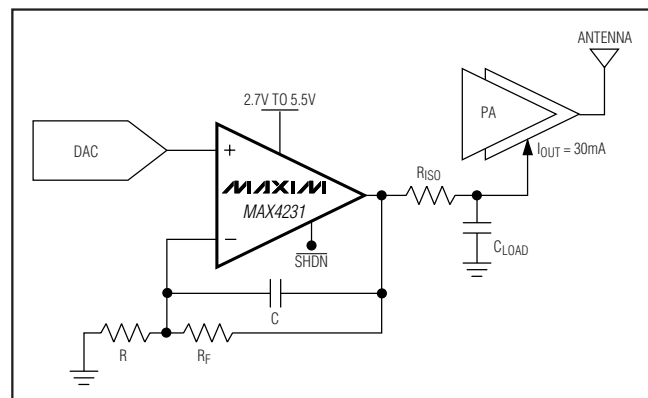 ANTENNA
2.7V TO 5.5V
PA
DAC
+
IOUT = 30mA
RISO
MAXIM
MAX4231
−
SHDN
CLOAD
C
R
RF